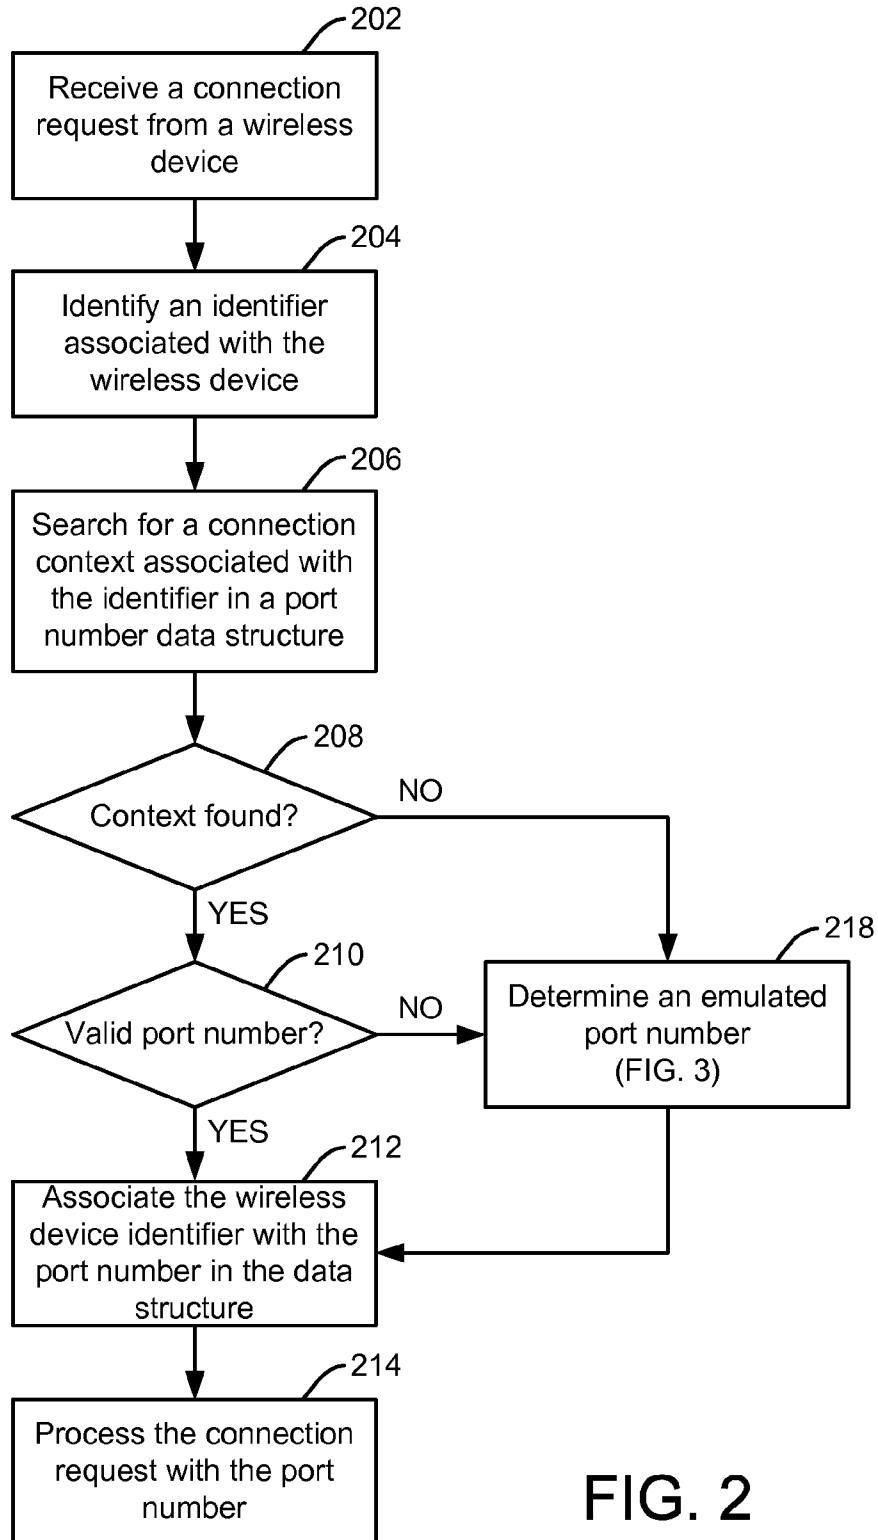 202
Receive a connection
request from a wireless
device
204
Identify an identifier
associated with the
wireless device
206
Search for a connection
context associated with
the identifier in a port
number data structure
208
Context found?
NO
YES
210
Valid port number?
NO
218
Determine an emulated
port number
(FIG. 3)
YES
212
Associate the wireless
device identifier with the
port number in the data
structure
214
Process the connection
request with the port
number
FIG. 2